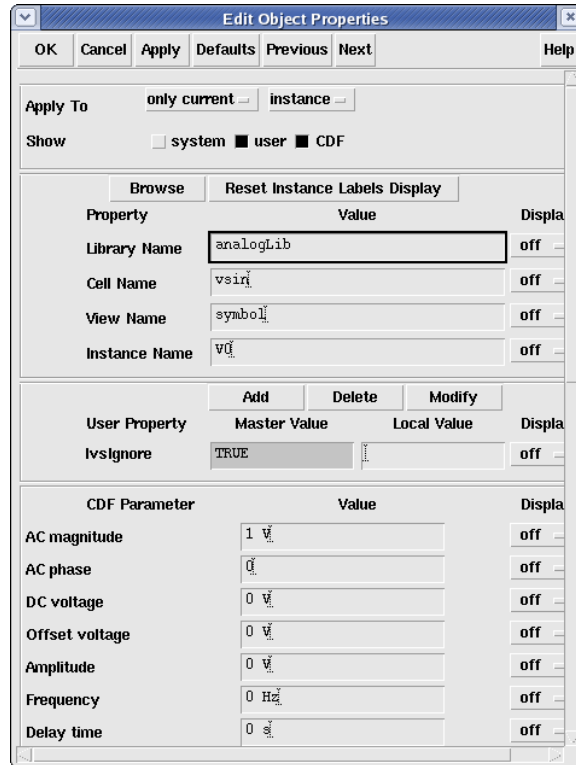 Edit Object Properties
OK Cancel Apply Defaults Previous Next Help
Apply To only current instance
Show system user CDF
Browse Reset Instance Labels Display
Property Value Displa
Library Name analogLib off
Cell Name vsin off
View Name symbol off
Instance Name V0 off
Add Delete Modify
User Property Master Value Local Value Displa
lvsIgnore TRUE off
CDF Parameter Value Displa
AC magnitude 1 V off
AC phase 0 off
DC voltage 0 V off
Offset voltage 0 V off
Amplitude 0 V off
Frequency 0 Hz off
Delay time 0 s off